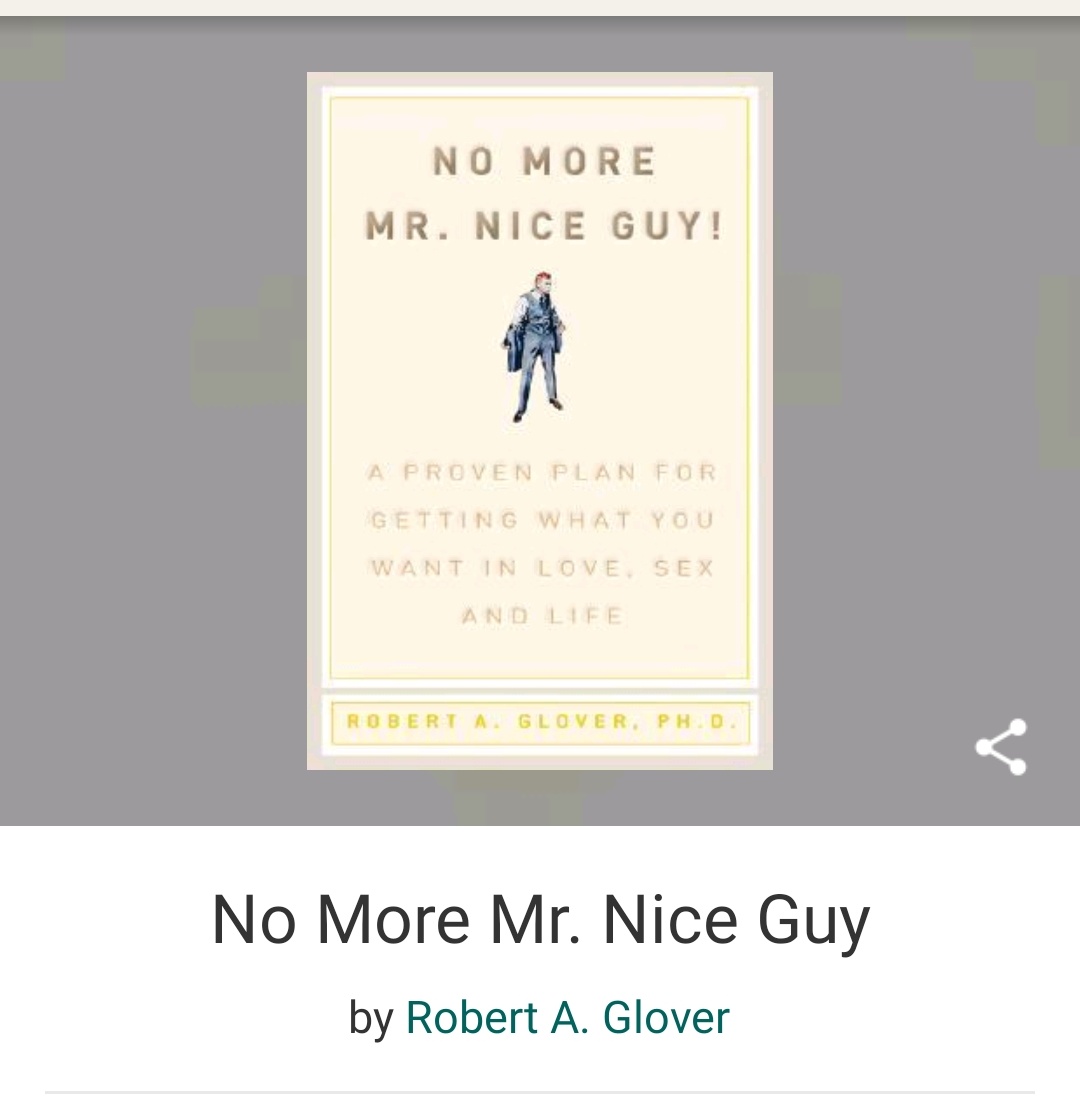 NO MORE
MR. NICE GUY!
A PROVEN PLAN FOR
GETTING WHAT YOU
WANT IN LOVE, SEX
AND LIFE
ROBERT A. GLOVER, PH.D.
No More Mr. Nice Guy
by Robert A. Glover